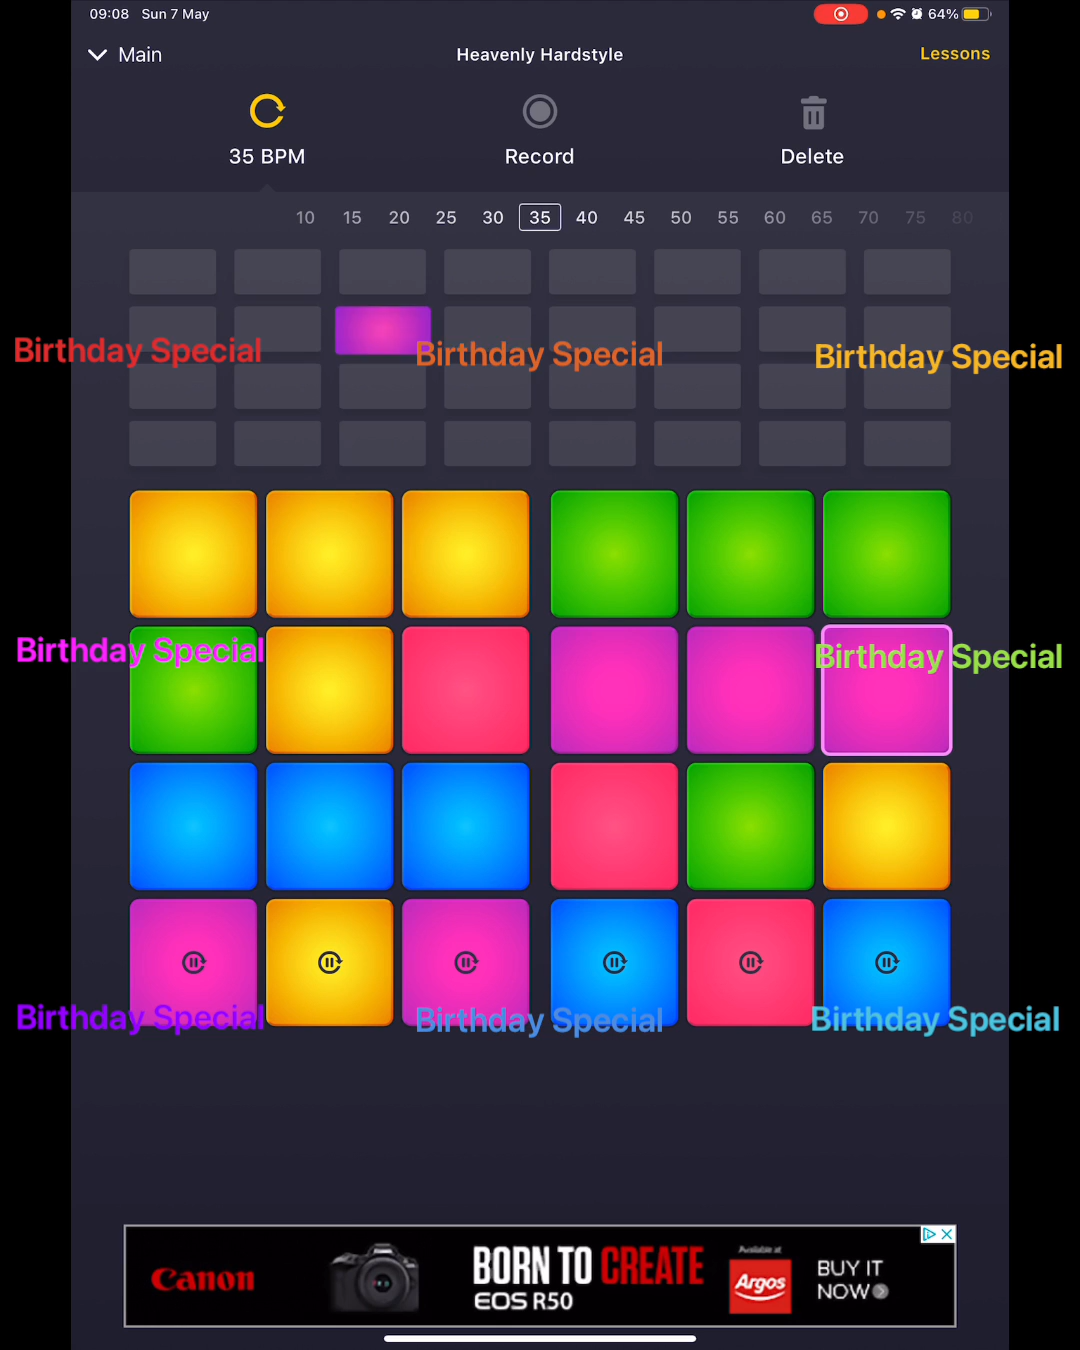 09:08 Sun 7 May
64%
Main
Heavenly Hardstyle
Lessons
35 BPM
Record
Delete
10 15 20 25 30 35 40 45 50 55 60 65 70 75 80
Birthday Special
Birthday Special
Birthday Special
Birthday Special
Birthday Special
Birthday Special
Birthday Special
Birthday Special
Canon
BORN TO CREATE
EOS R50
Available at
Argos
BUY IT
NOW